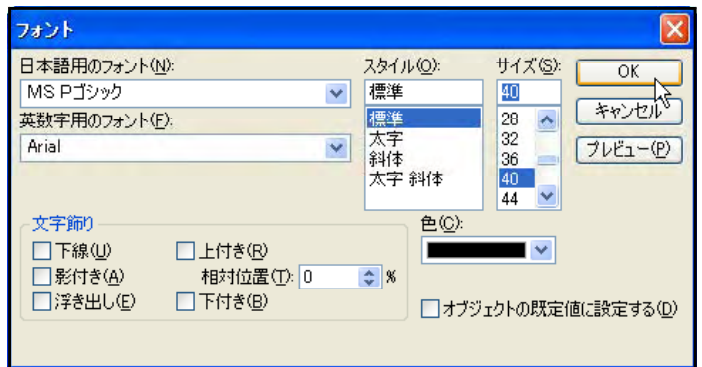 フォント
日本語用のフォント(N):
MS Pゴシック
英数字用のフォント(F):
Arial
スタイル(O):
標準
標準
太字
斜体
太字 斜体
サイズ(S):
40
28
32
36
40
44
OK
キャンセル
プレビュー(P)
文字飾り
下線(U)
上付き(R)
影付き(A)
相対位置(T): 0 %
浮き出し(E)
下付き(B)
色(C):
オブジェクトの既定値に設定する(D)